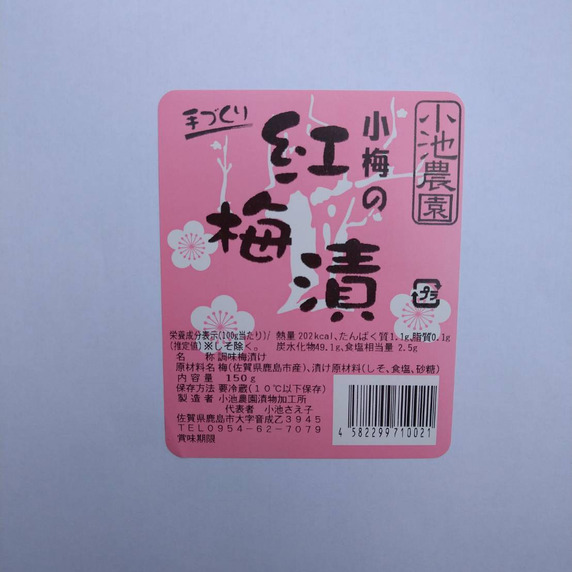 手づくり
小梅の
紅梅漬
小池農園
プラ
栄養成分表示(100g当たり)/ 熱量 202kcal、たんぱく質1.1g、脂質0.1g
(推定値)※しそ除く。 炭水化物49.1g、食塩相当量 2.5g
名 称 調味梅漬け
原材料名 梅(佐賀県鹿島市産)、漬け原材料(しそ、食塩、砂糖)
内 容 量 150g
保存方法 要冷蔵(10℃以下保存)
製 造 者 小池農園漬物加工所
代表者 小池さえ子
佐賀県鹿島市大字音成乙3945
TEL0954-62-7079
賞味期限
4 582299 710021